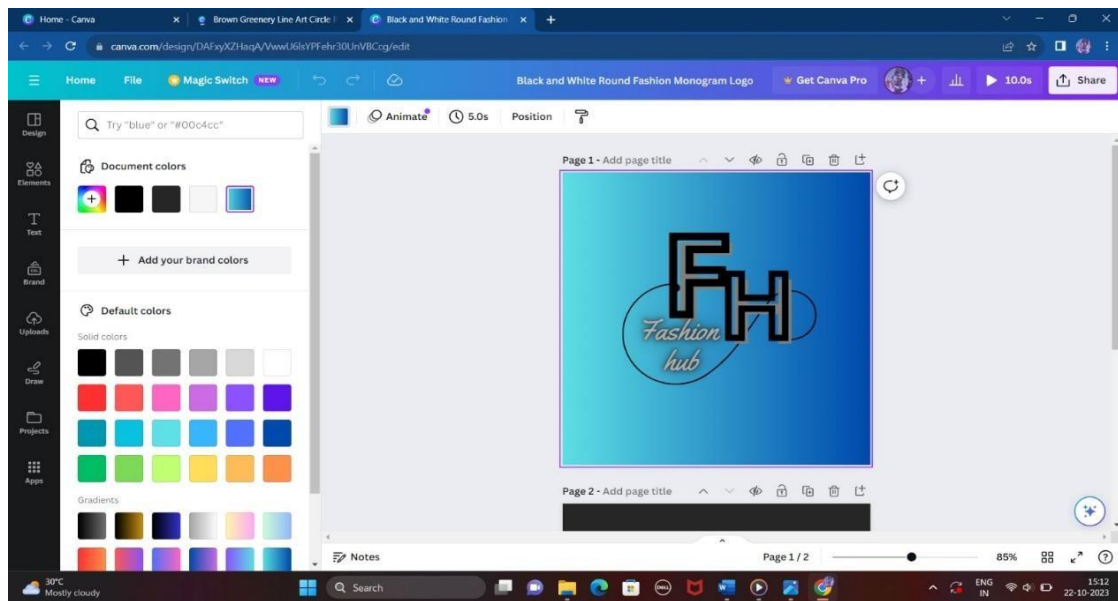 Home - Canva
Brown Greenery Line Art Circle
Black and White Round Fashion
canva.com/design/DAFxyXZHaqA/VwwU6lsYPFehr30UnVBCcg/edit
Home File Magic Switch NEW Black and White Round Fashion Monogram Logo Get Canva Pro 10.0s Share
Design
Elements
Text
Brand
Uploads
Draw
Projects
Apps
Try "blue" or "#00c4cc"
Document colors
Add your brand colors
Default colors
Solid colors
Gradients
Animate 5.0s Position
Page 1 - Add page title
FH
Fashion
hub
Page 2 - Add page title
Notes Page 1 / 2 85%
30°C
Mostly cloudy
Search
ENG
IN
15:12
22-10-2023